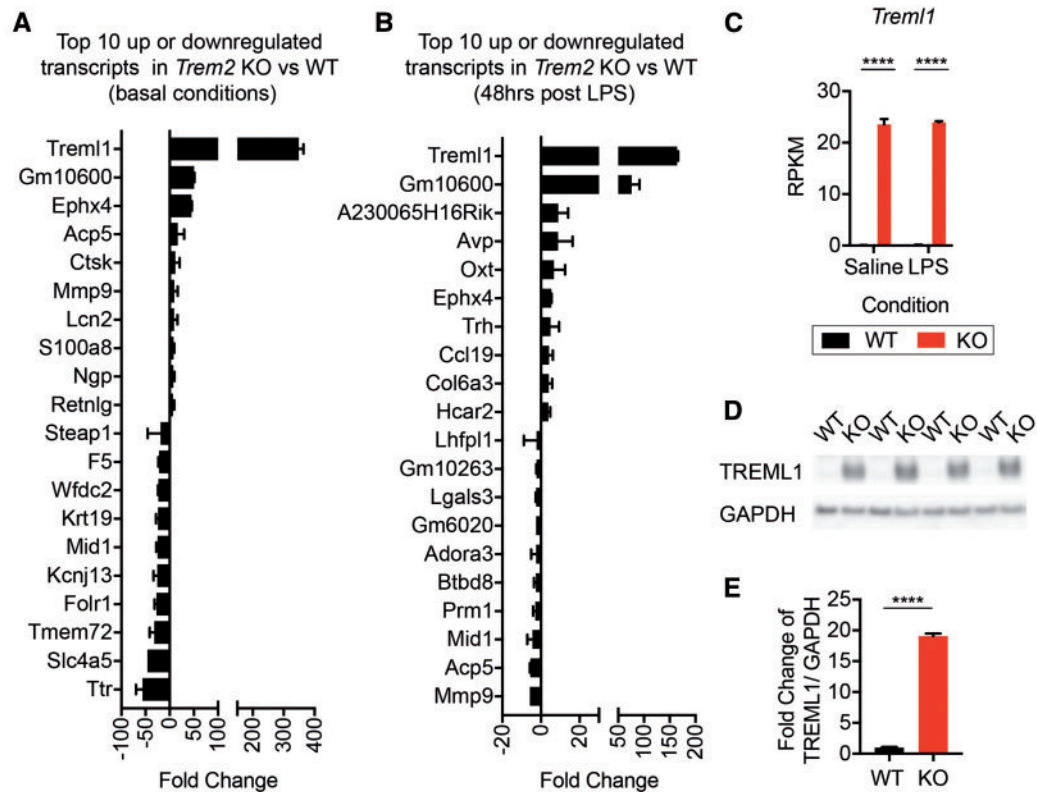 A
Top 10 up or downregulated
transcripts in Trem2 KO vs WT
(basal conditions)
Treml1
Gm10600
Ephx4
Acp5
Ctsk
Mmp9
Lcn2
S100a8
Ngp
Retnlg
Steap1
F5
Wfdc2
Krt19
Mid1
Kcnj13
Folr1
Tmem72
Slc4a5
Ttr
-100
-50
0
50
100
200
300
400
Fold Change
B
Top 10 up or downregulated
transcripts in Trem2 KO vs WT
(48hrs post LPS)
Treml1
Gm10600
A230065H16Rik
Avp
Oxt
Ephx4
Trh
Ccl19
Col6a3
Hcar2
Lhfpl1
Gm10263
Lgals3
Gm6020
Adora3
Btbd8
Prm1
Mid1
Acp5
Mmp9
-20
0
20
50
100
150
200
Fold Change
C
Treml1
**** ****
30
20
10
0
RPKM
Saline LPS
Condition
WT KO
D
WT KO WT KO WT KO WT KO
TREML1
GAPDH
E
Fold Change of
TREML1/ GAPDH
25
20
15
10
5
0
****
WT KO